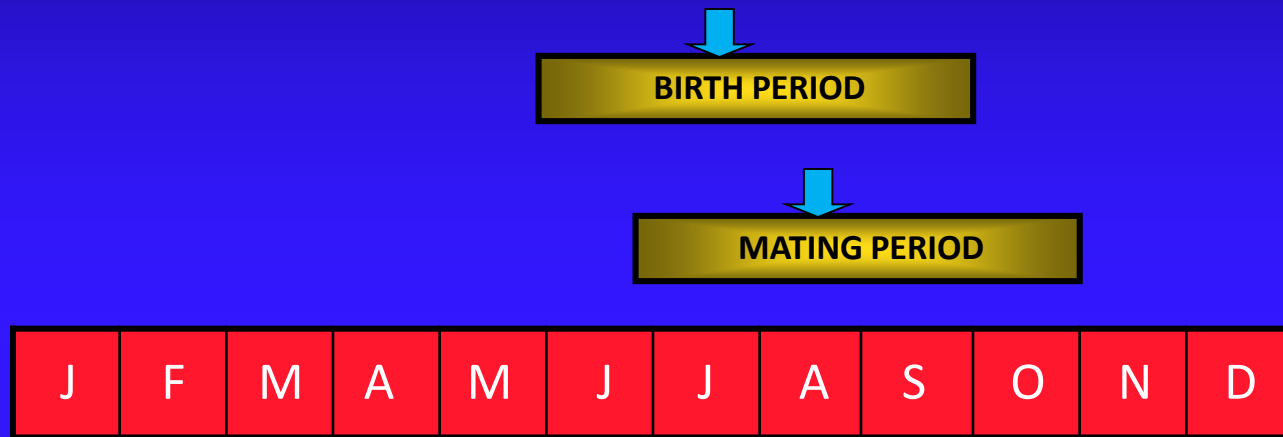 BIRTH PERIOD
MATING PERIOD
J F M A M J J A S O N D